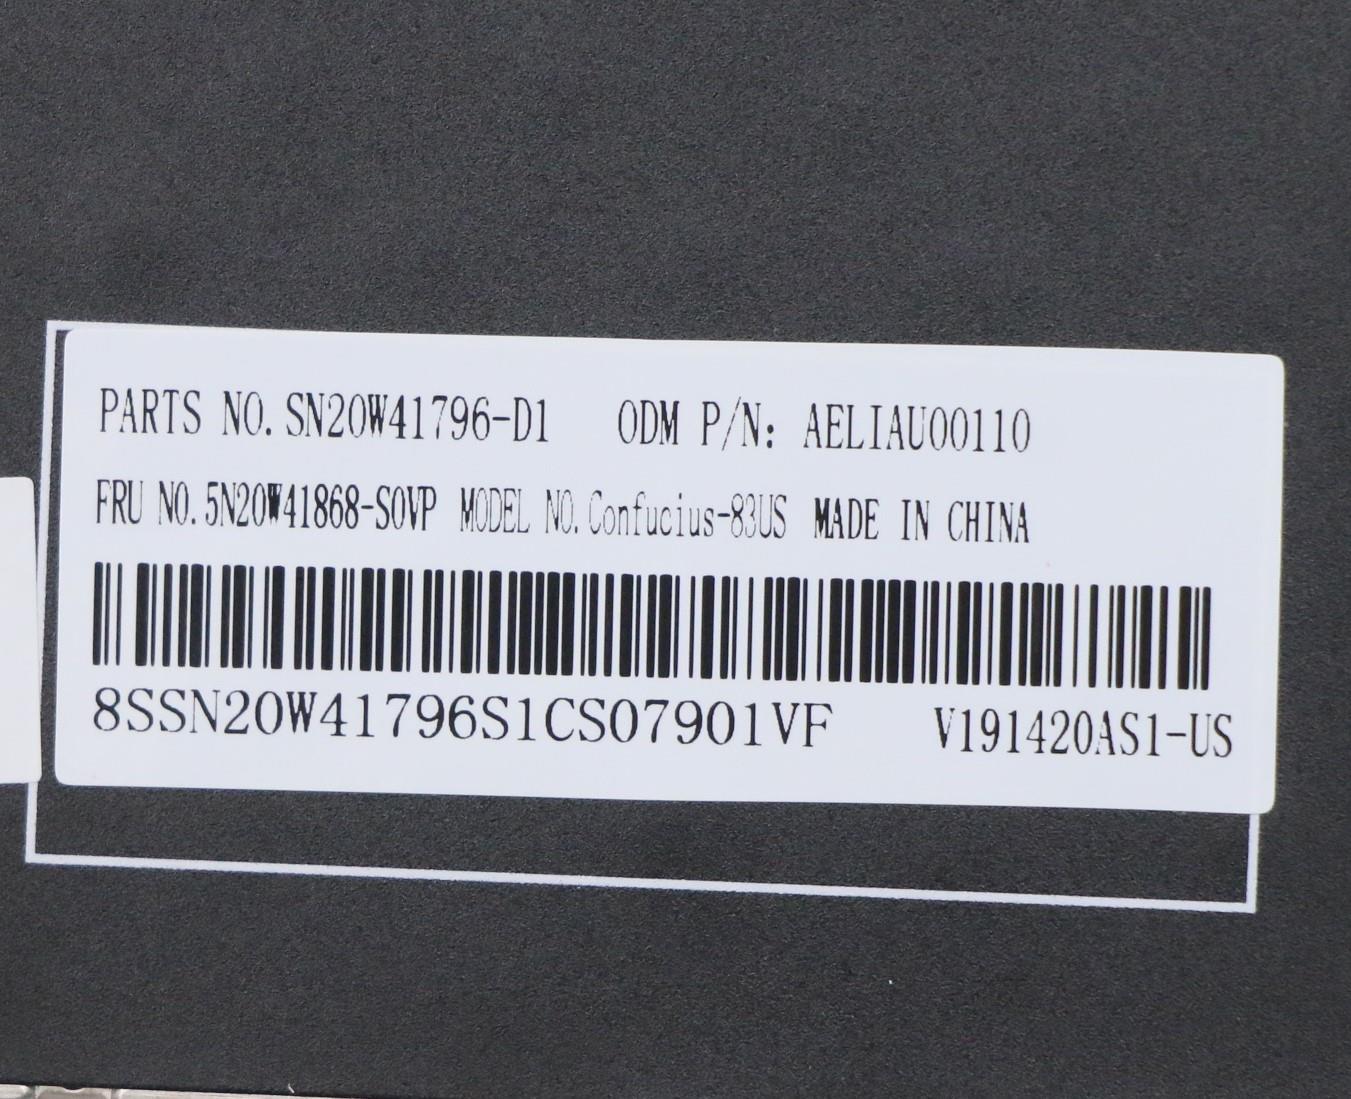 PARTS NO. SN20W41796-D1 ODM P/N: AELIAU00110
FRU NO. 5N20W41868-S0VP MODEL NO. Confucius-83US MADE IN CHINA
8SSN20W41796S1CS07901VF V191420AS1-US